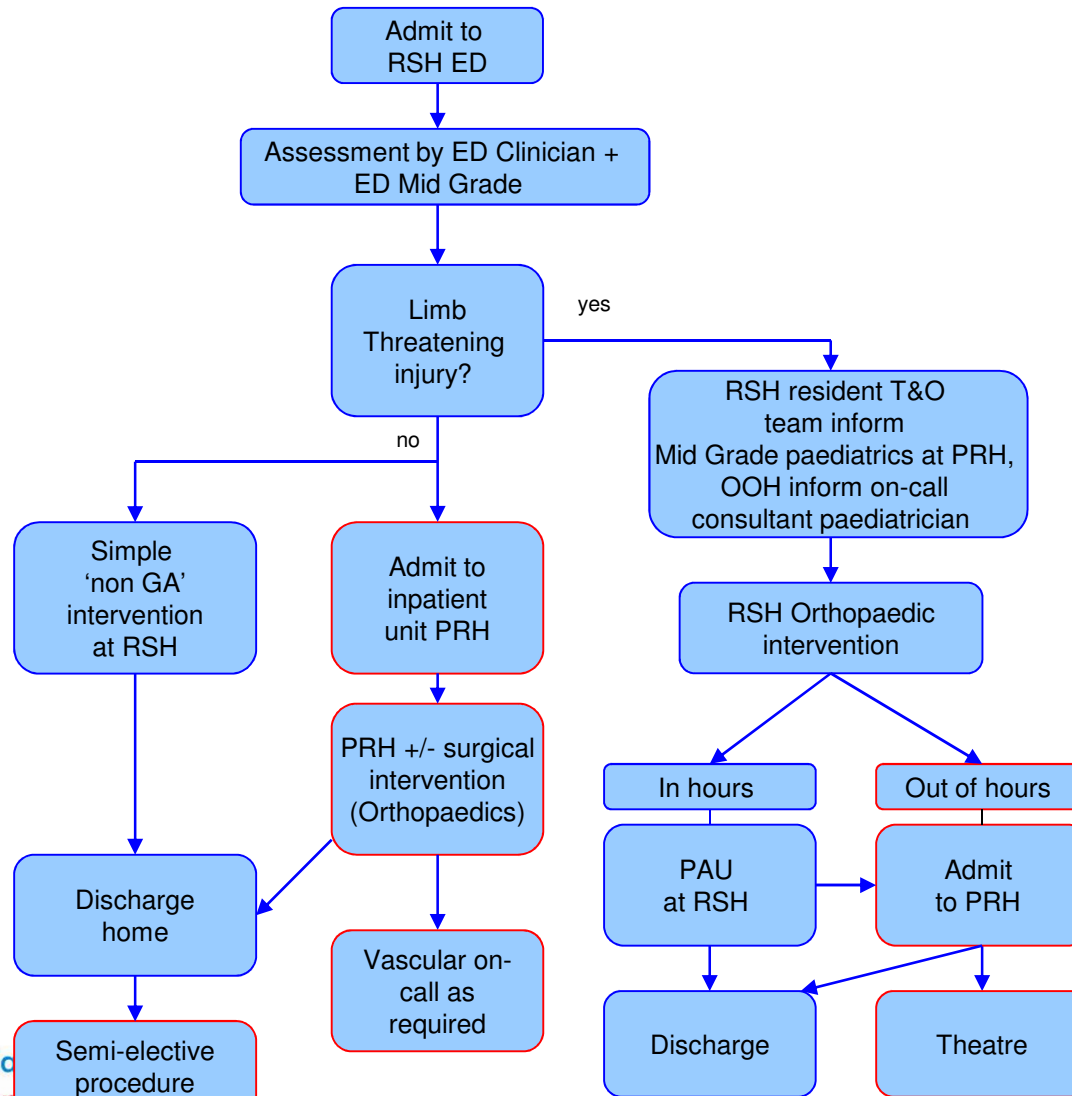 Admit to
RSH ED
Assessment by ED Clinician +
ED Mid Grade
Limb
Threatening
injury?
yes
no
RSH resident T&O
team inform
Mid Grade paediatrics at PRH,
OOH inform on-call
consultant paediatrician
Simple
‘non GA’
intervention
at RSH
Admit to
inpatient
unit PRH
RSH Orthopaedic
intervention
PRH +/- surgical
intervention
(Orthopaedics)
In hours
Out of hours
PAU
at RSH
Admit
to PRH
Discharge
home
Vascular on-
call as
required
Discharge
Theatre
Semi-elective
procedure